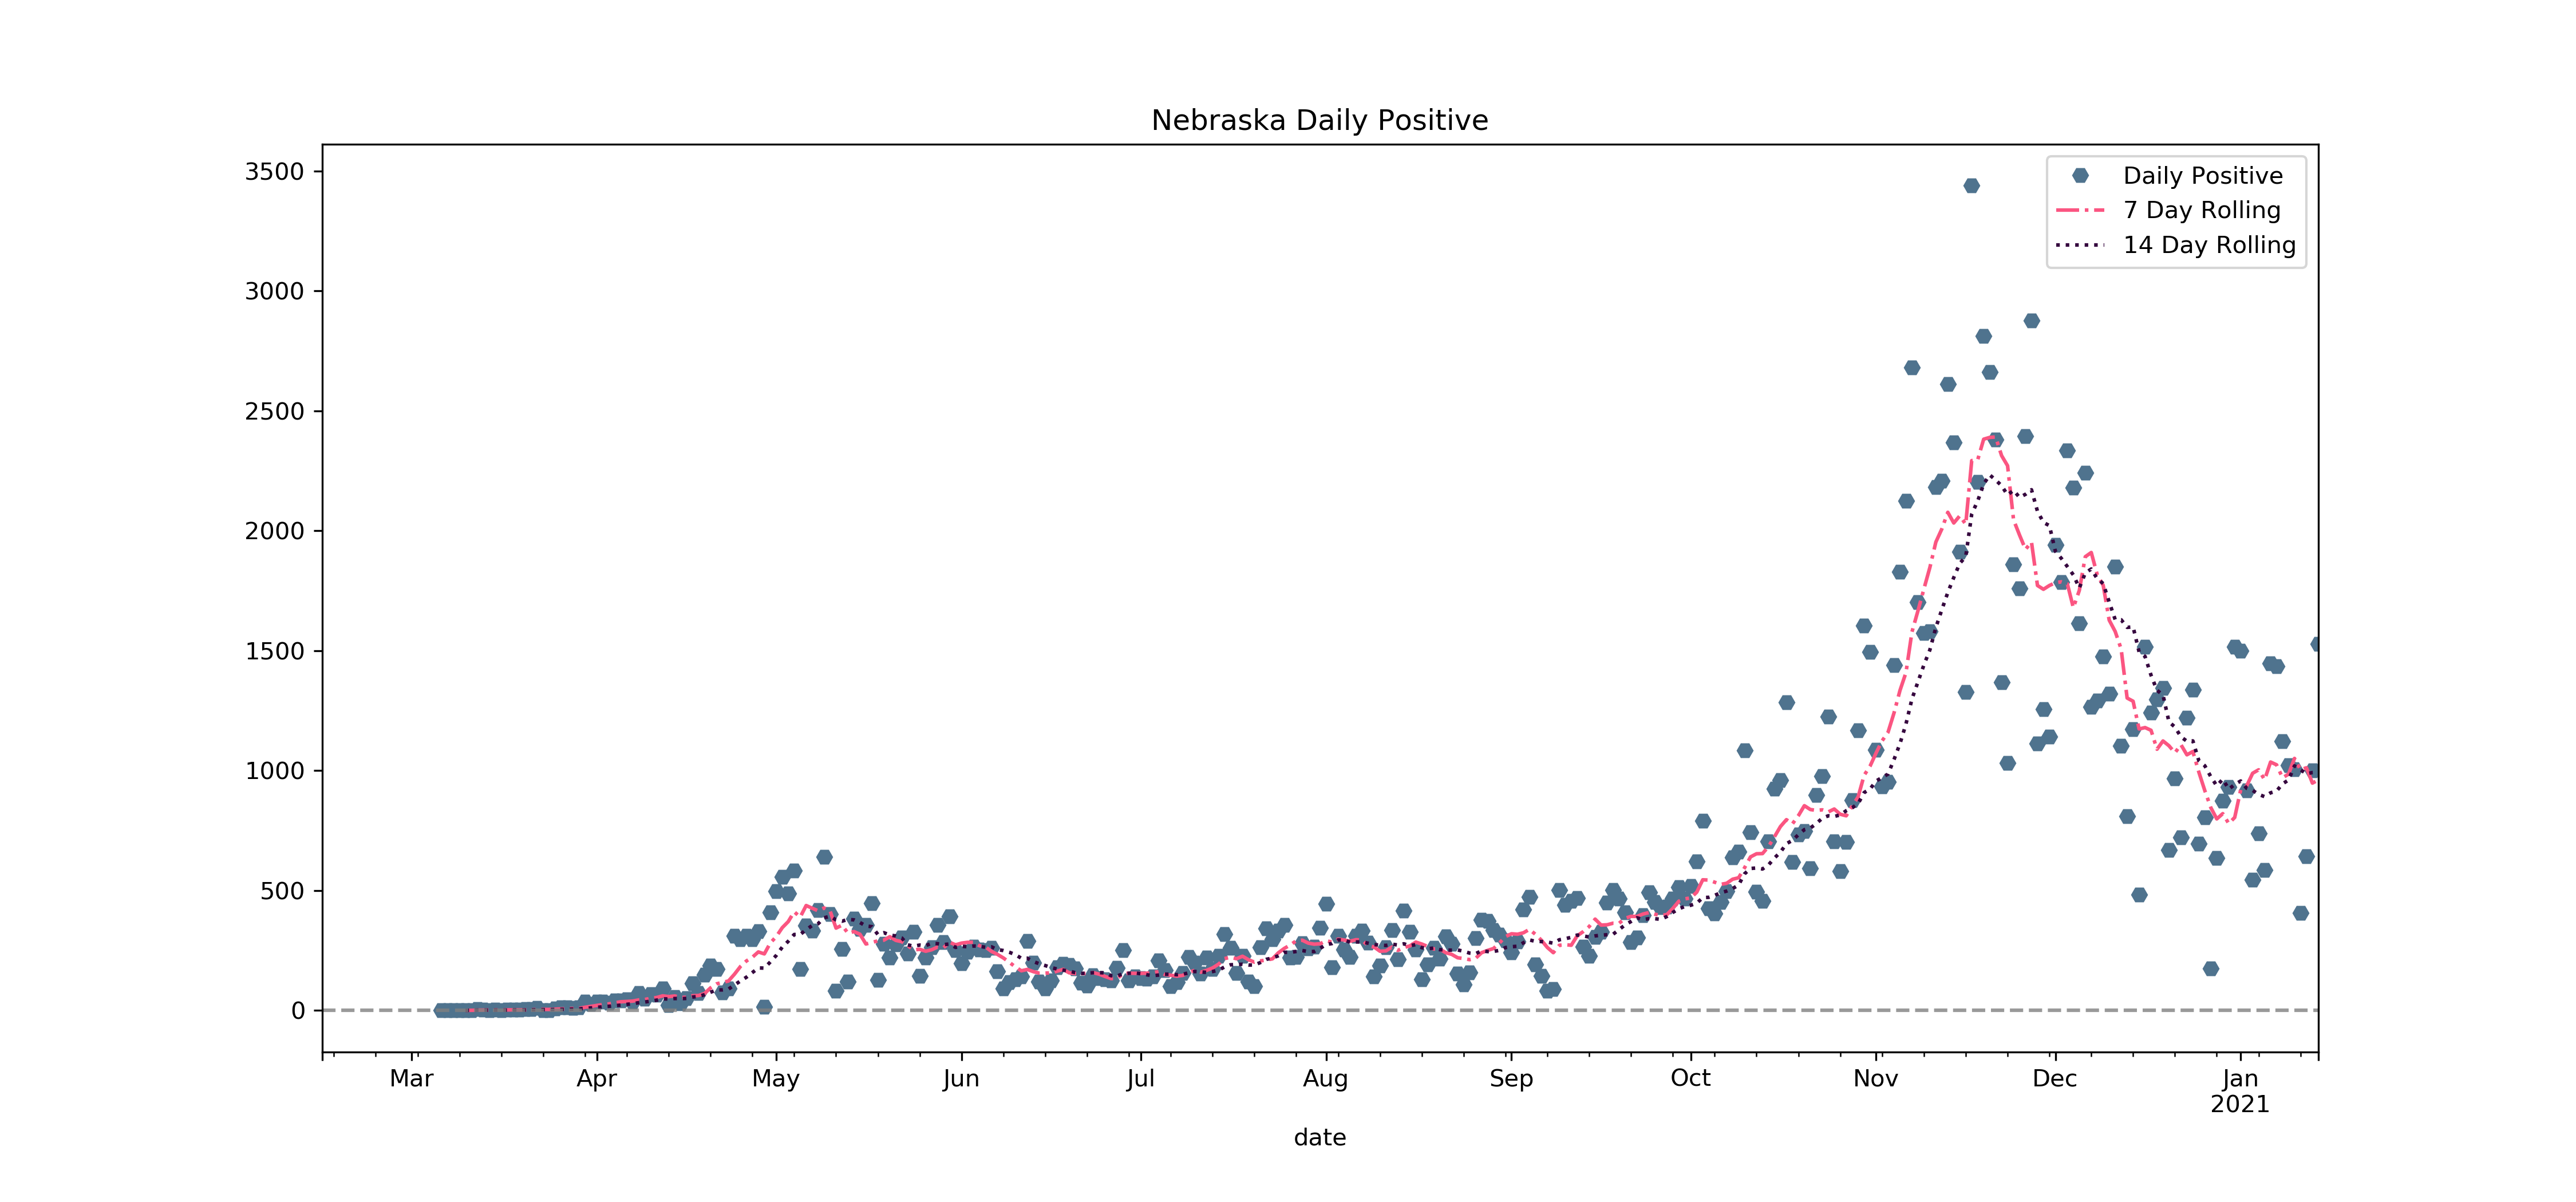 Nebraska Daily Positive
3500
3000
2500
2000
1500
1000
500
0
Daily Positive
7 Day Rolling
14 Day Rolling
Mar Apr May Jun Jul Aug Sep Oct Nov Dec Jan
2021
date